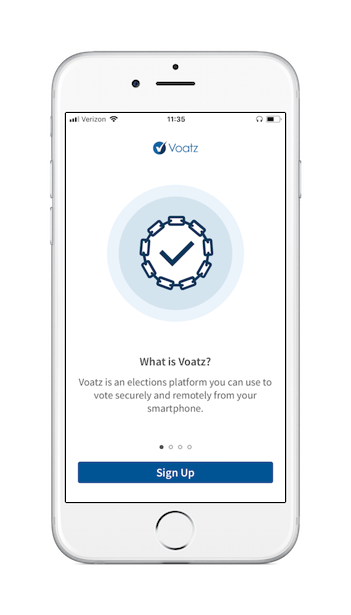 Verizon 11:35
Voatz
What is Voatz?
Voatz is an elections platform you can use to
vote securely and remotely from your
smartphone.
Sign Up